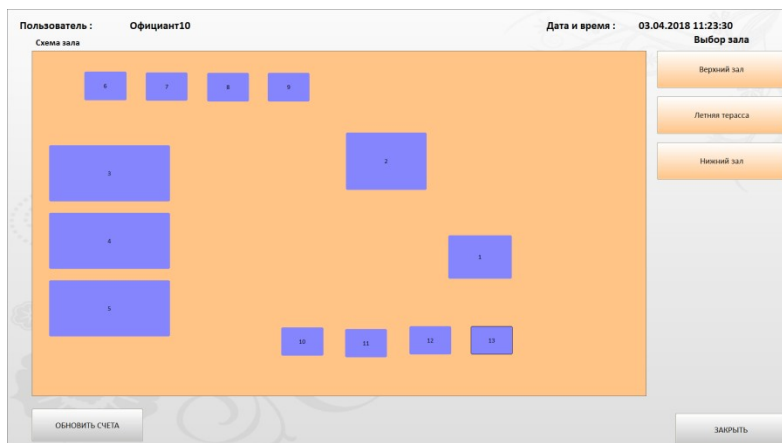 Пользователь : Официант10 Дата и время : 03.04.2018 11:23:30
Схема зала Выбор зала
6 7 8 9
Верхний зал
Летняя терасса
2
Нижний зал
3
4
1
5
10 11 12 13
ОБНОВИТЬ СЧЕТА
ЗАКРЫТЬ